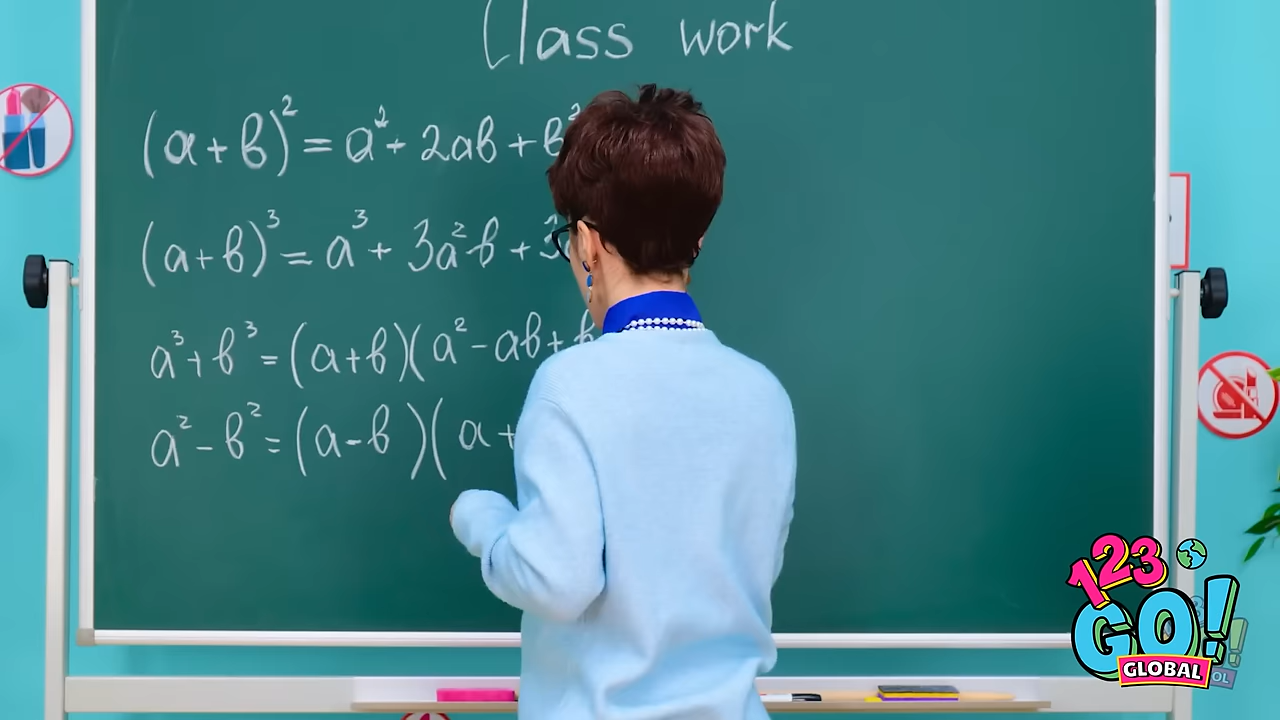 Class work
(a+b)² = a² + 2ab + b²
(a+b)³ = a³ + 3a²b + 3
a³ + b³ = (a+b)(a² - ab + b
a² - b² = (a-b)(a+
123
GO!
GLOBAL